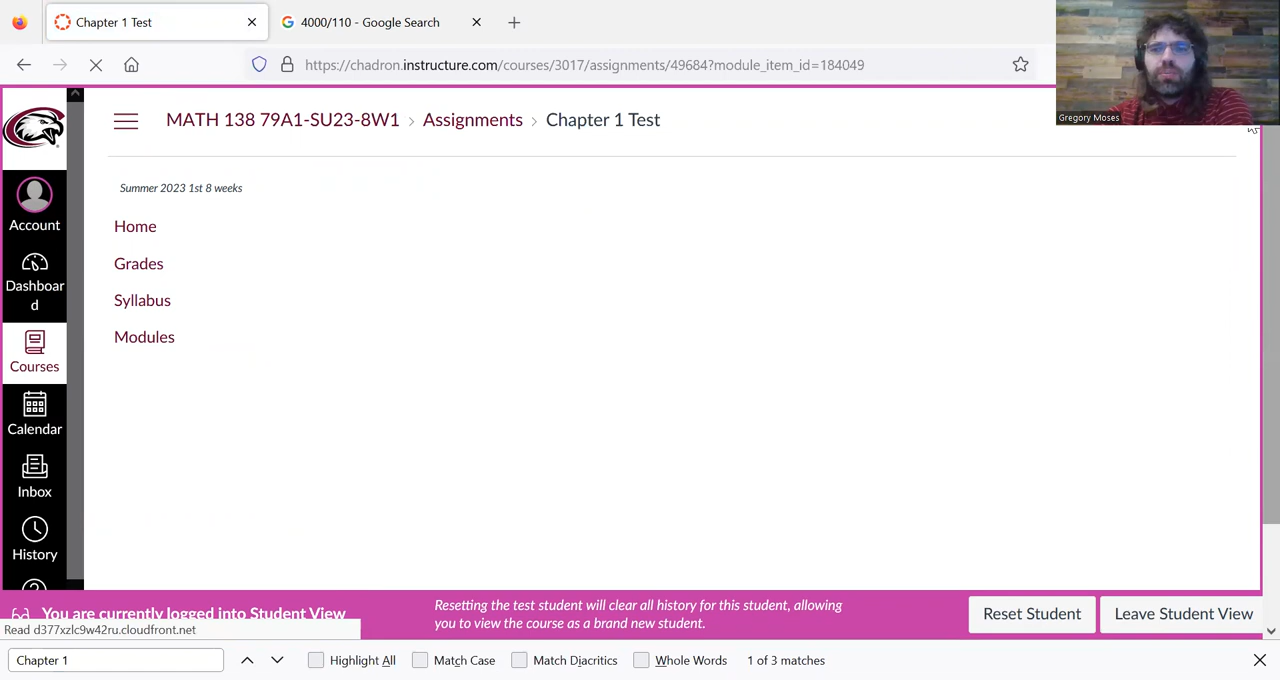 Chapter 1 Test
4000/110 - Google Search
https://chadron.instructure.com/courses/3017/assignments/49684?module_item_id=184049
Gregory Moses
MATH 138 79A1-SU23-8W1 › Assignments › Chapter 1 Test
Summer 2023 1st 8 weeks
Home
Grades
Syllabus
Modules
Account
Dashboar
d
Courses
Calendar
Inbox
History
You are currently logged into Student View
Resetting the test student will clear all history for this student, allowing
you to view the course as a brand new student.
Reset Student
Leave Student View
Read d377xzlc9w42ru.cloudfront.net
Chapter 1
Highlight All
Match Case
Match Diacritics
Whole Words
1 of 3 matches